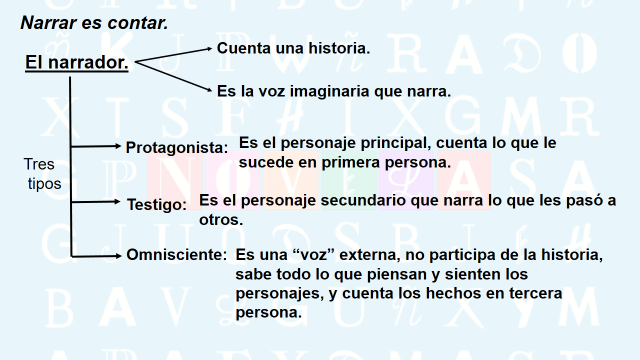 Narrar es contar.
El narrador.
Cuenta una historia.
Es la voz imaginaria que narra.
Tres
tipos
Protagonista: Es el personaje principal, cuenta lo que le
sucede en primera persona.
Testigo: Es el personaje secundario que narra lo que les pasó a
otros.
Omnisciente: Es una “voz” externa, no participa de la historia,
sabe todo lo que piensan y sienten los
personajes, y cuenta los hechos en tercera
persona.